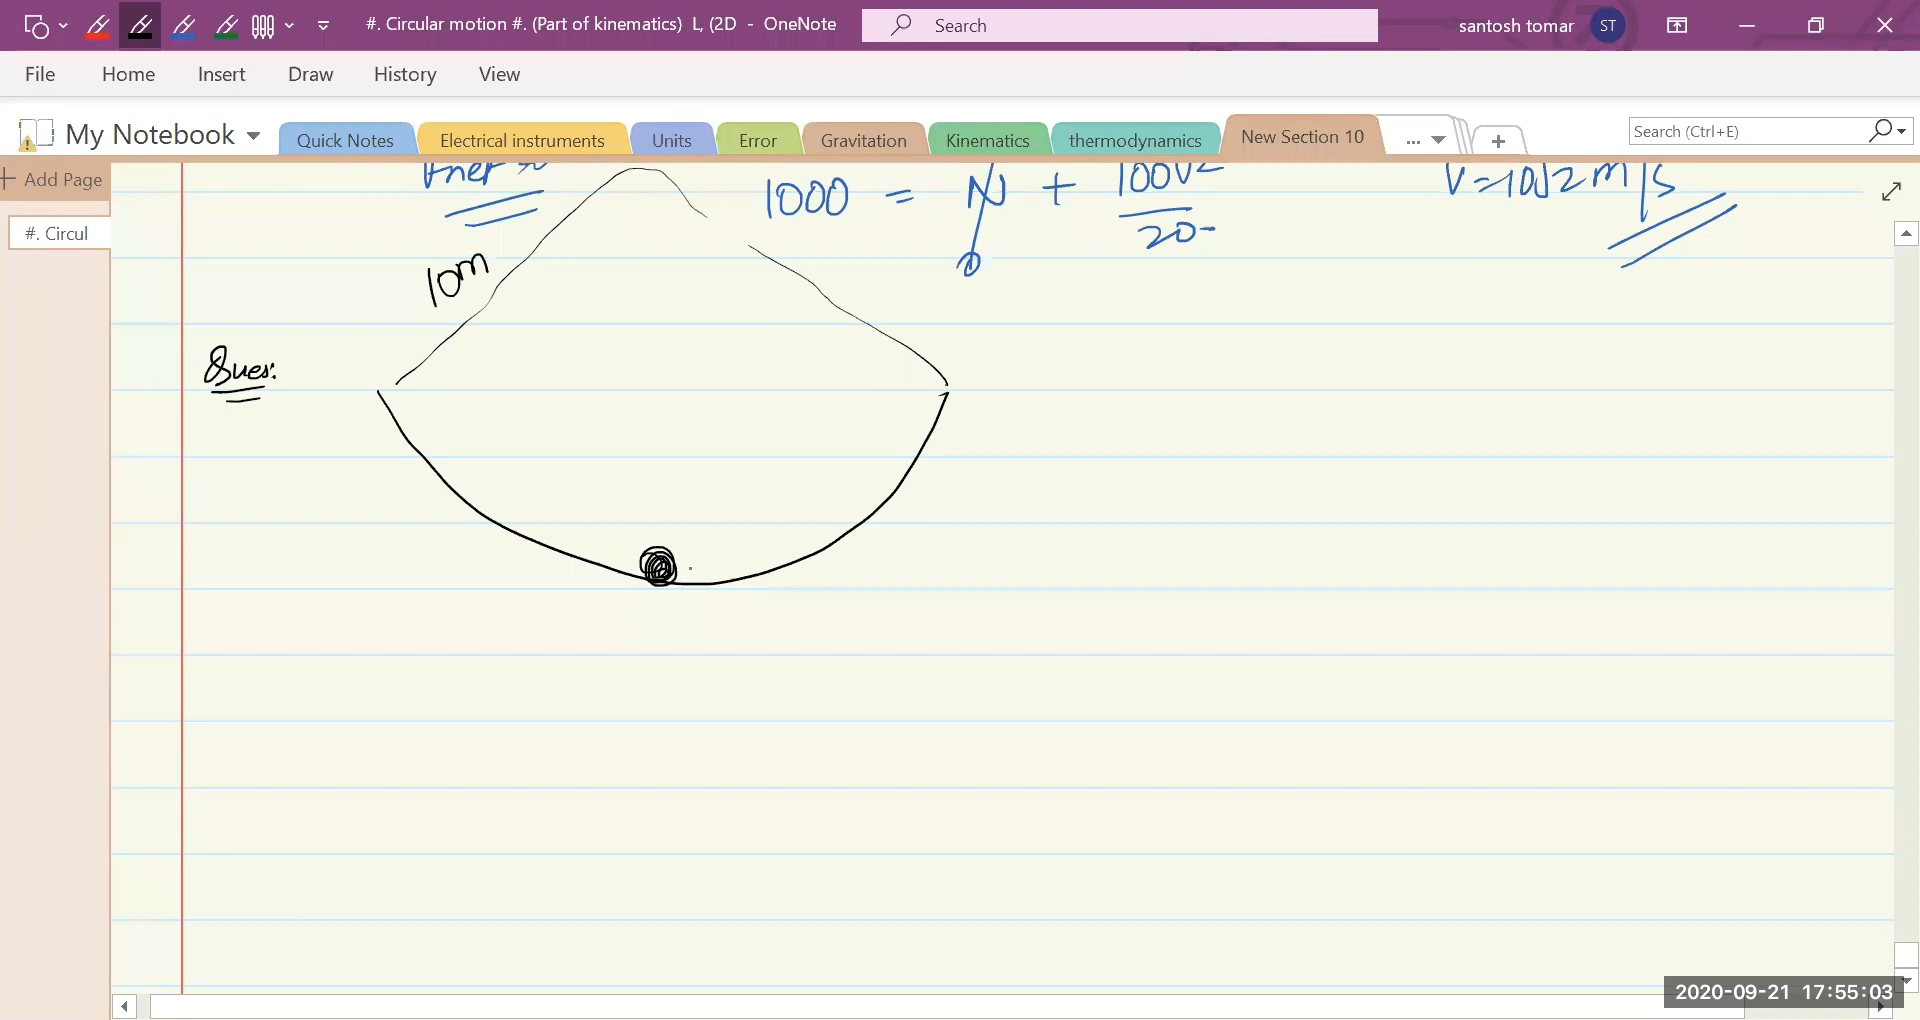 #. Circular motion #. (Part of kinematics) L, (2D - OneNote
Search
santosh tomar ST
File Home Insert Draw History View
My Notebook
Quick Notes Electrical instruments Units Error Gravitation Kinematics thermodynamics New Section 10 ... +
Search (Ctrl+E)
+ Add Page
#. Circul
1000 = N + 100V2
20
0
V=10√2 m/s
10m
Ques:
2020-09-21 17:55:03